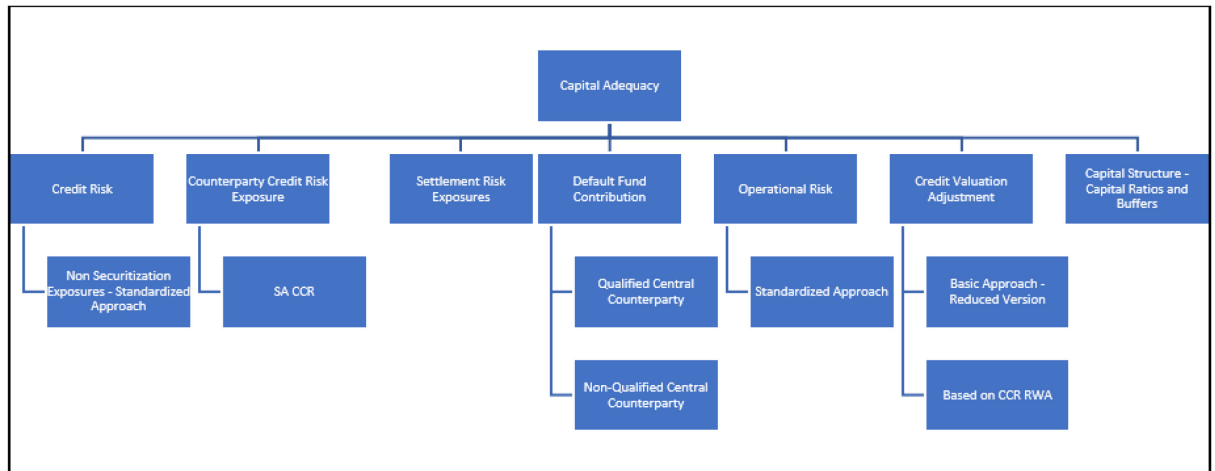 Capital Adequacy
Credit Risk
Counterparty Credit Risk
Exposure
Settlement Risk
Exposures
Default Fund
Contribution
Operational Risk
Credit Valuation
Adjustment
Capital Structure -
Capital Ratios and
Buffers
Non Securitization
Exposures - Standardized
Approach
SA CCR
Qualified Central
Counterparty
Standardized Approach
Basic Approach -
Reduced Version
Non-Qualified Central
Counterparty
Based on CCR RWA